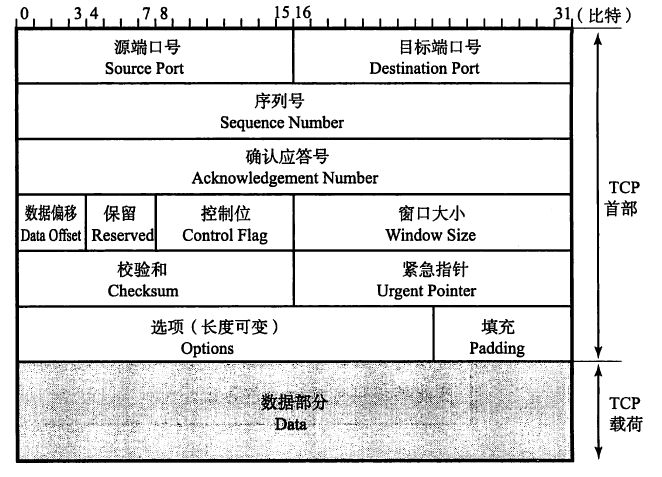 0 3 4 7 8 15 16 31 (比特)
源端口号 目标端口号
Source Port Destination Port
序列号
Sequence Number
确认应答号
Acknowledgement Number
数据偏移 保留 控制位 窗口大小
Data Offset Reserved Control Flag Window Size
校验和 紧急指针
Checksum Urgent Pointer
选项(长度可变) 填充
Options Padding
TCP
首部
数据部分
Data
TCP
载荷